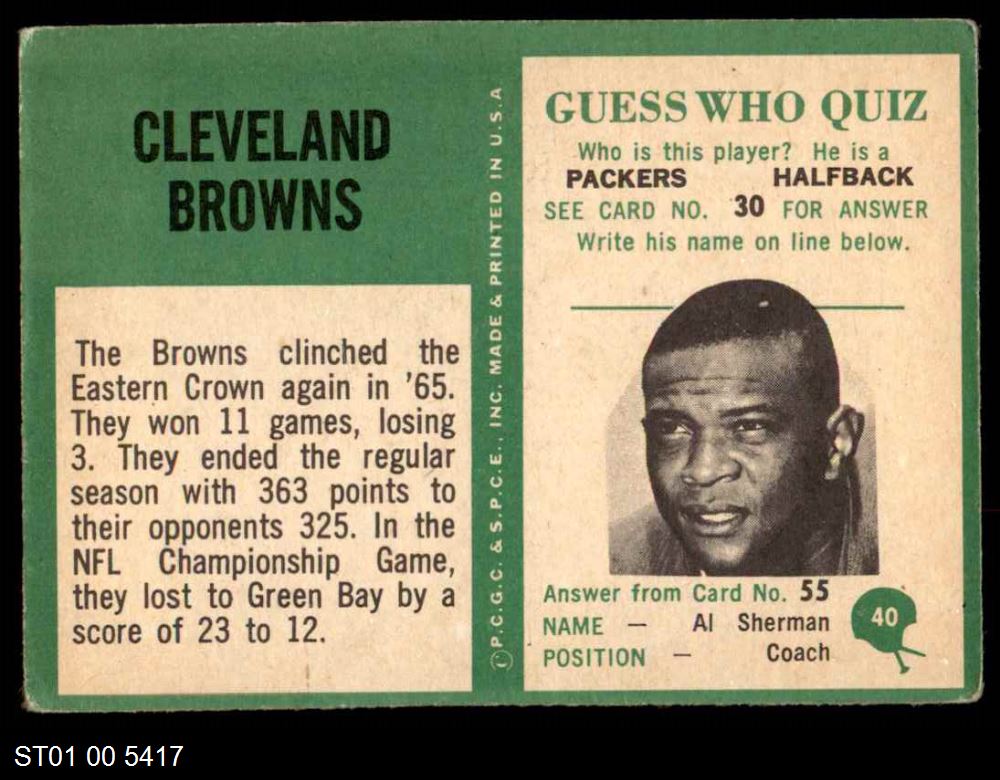 CLEVELAND
BROWNS
The Browns clinched the
Eastern Crown again in '65.
They won 11 games, losing
3. They ended the regular
season with 363 points to
their opponents 325. In the
NFL Championship Game,
they lost to Green Bay by a
score of 23 to 12.
©P.C.G.C. & S.P.C.E., INC. MADE & PRINTED IN U.S.A
GUESS WHO QUIZ
Who is this player? He is a
PACKERS HALFBACK
SEE CARD NO. 30 FOR ANSWER
Write his name on line below.
Answer from Card No. 55
NAME — Al Sherman
POSITION — Coach
40
ST01 00 5417